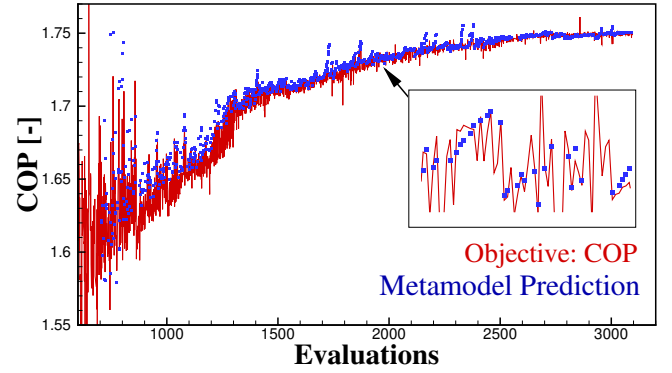 1.75
1.7
1.65
1.6
1.55
COP [-]
Objective: COP
Metamodel Prediction
1000 1500 2000 2500 3000
Evaluations